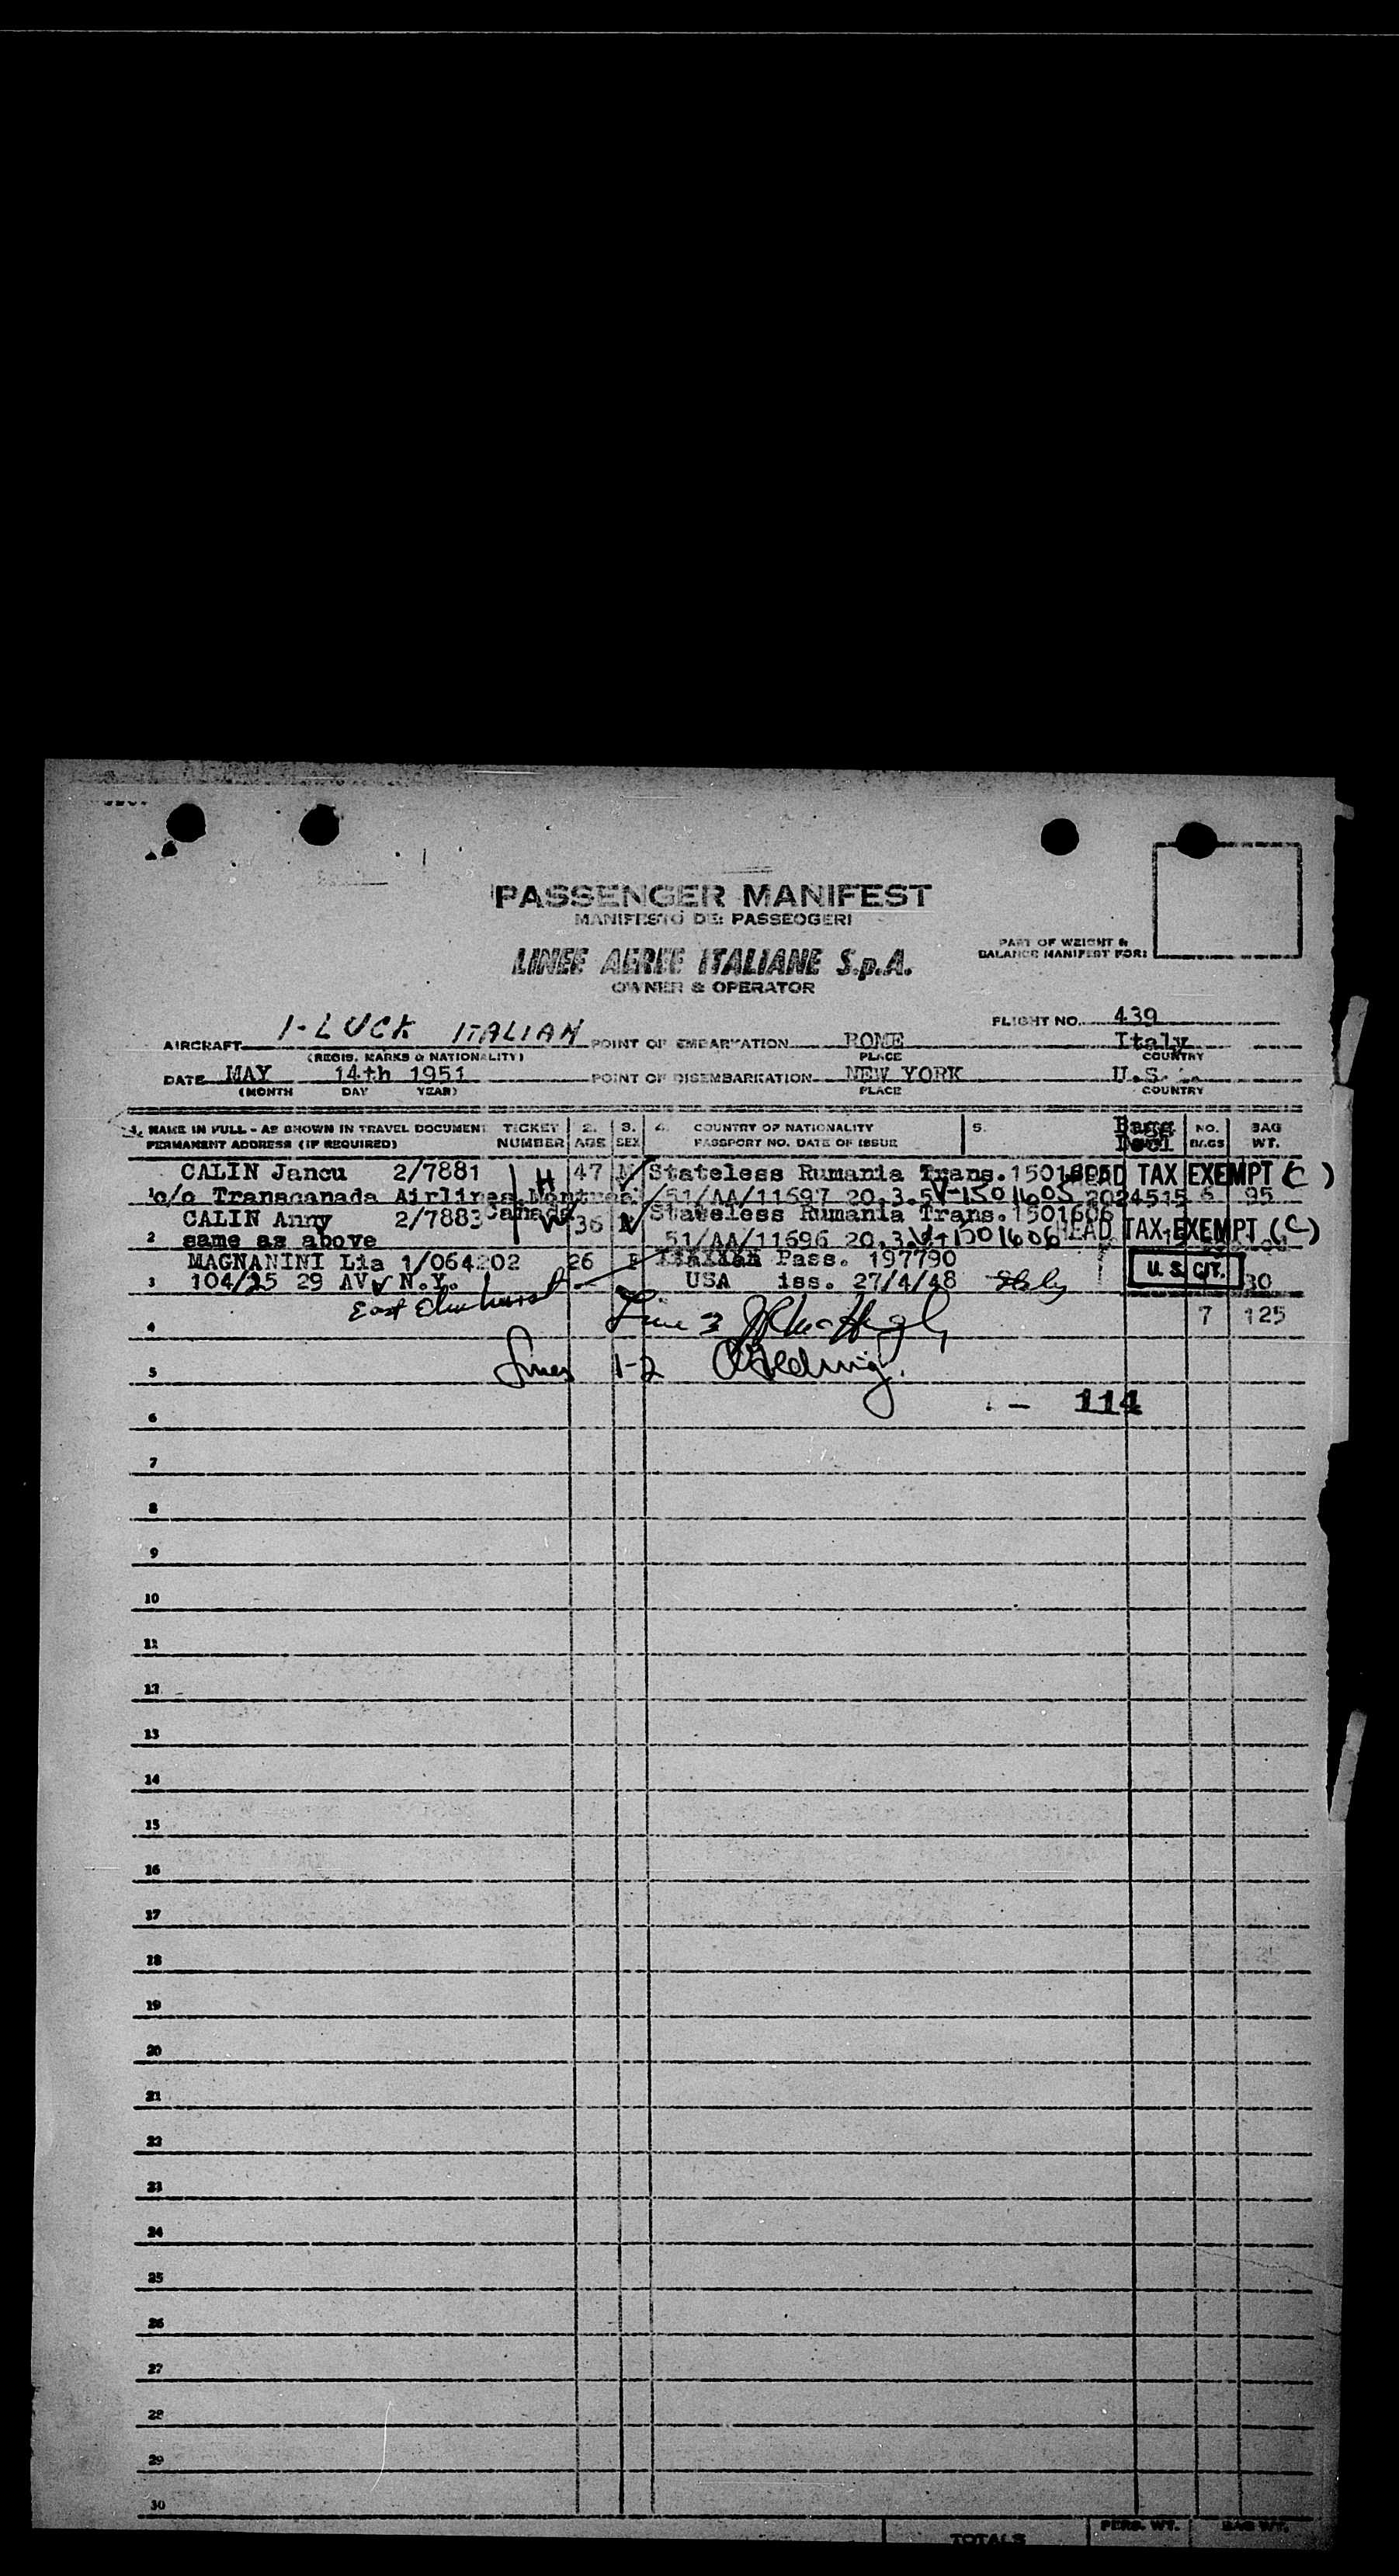 PASSENGER MANIFEST
MANIFESTO DEI PASSEGGERI
PART OF WEIGHT &
BALANCE MANIFEST FOR:
LINEE AEREE ITALIANE S.p.A.
OWNER & OPERATOR
FLIGHT NO. 439
AIRCRAFT I-LUCK ITALIAN POINT OF EMBARKATION ROME Italy
(REGIS. MARKS & NATIONALITY) PLACE COUNTRY
DATE MAY 14th 1951 POINT OF DISEMBARKATION NEW YORK U.S.
(MONTH DAY YEAR) PLACE COUNTRY
1. NAME IN FULL - AS SHOWN IN TRAVEL DOCUMENT TICKET 2. 3. 4. COUNTRY OF NATIONALITY 5. Bagg. NO. BAG
PERMANENT ADDRESS (IF REQUIRED) NUMBER AGE SEX PASSPORT NO. DATE OF ISSUE Decl BAGS WT.
CALIN Jancu 2/7881 H 47 M Stateless Rumania Trans. HEAD TAX EXEMPT (C)
c/o Transcanada Airlines Montreal 51/AA/11697 20.3.5 V-1501605 2024515 6 95
CALIN Anny 2/7883 Canada W 36 Stateless Rumania Trans. 1501606 HEAD TAX EXEMPT (C)
2 same as above 51/AA/11696 20.3. V-1501606
MAGNANINI Lia 1/064202 26 F Italian Pass. 197790 U. S. CIT.
3 104/25 29 AV N.Y. USA iss. 27/4/48 30
East Elmhurst
4 Line 3 7 125
5 Lines 1-2
6 - 114
7
8
9
10
11
12
13
14
15
16
17
18
19
20
21
22
23
24
25
26
27
28
29
30
TOTALS PERS. WT. BAG WT.